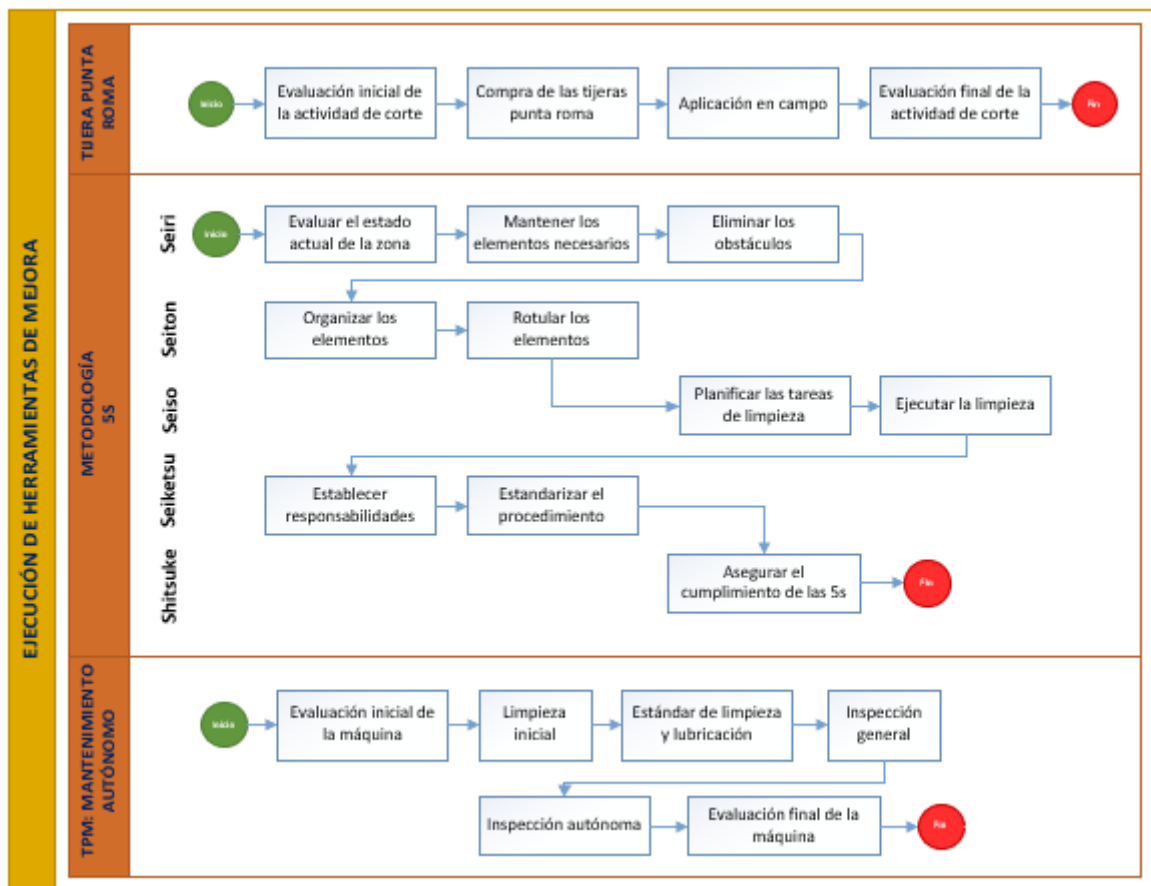 EJECUCIÓN DE HERRAMIENTAS DE MEJORA
TIJERA PUNTA
ROMA
Inicio
Evaluación inicial de
la actividad de corte
Compra de las tijeras
punta roma
Aplicación en campo
Evaluación final de la
actividad de corte
Fin
METODOLOGÍA
5S
Seiri
Inicio
Evaluar el estado
actual de la zona
Mantener los
elementos necesarios
Eliminar los
obstáculos
Seiton
Organizar los
elementos
Rotular los
elementos
Seiso
Planificar las tareas
de limpieza
Ejecutar la limpieza
Seiketsu
Establecer
responsabilidades
Estandarizar el
procedimiento
Shitsuke
Asegurar el
cumplimiento de las 5s
Fin
TPM: MANTENIMIENTO
AUTÓNOMO
Inicio
Evaluación inicial de
la máquina
Limpieza
inicial
Estándar de limpieza
y lubricación
Inspección
general
Inspección autónoma
Evaluación final de la
máquina
Fin